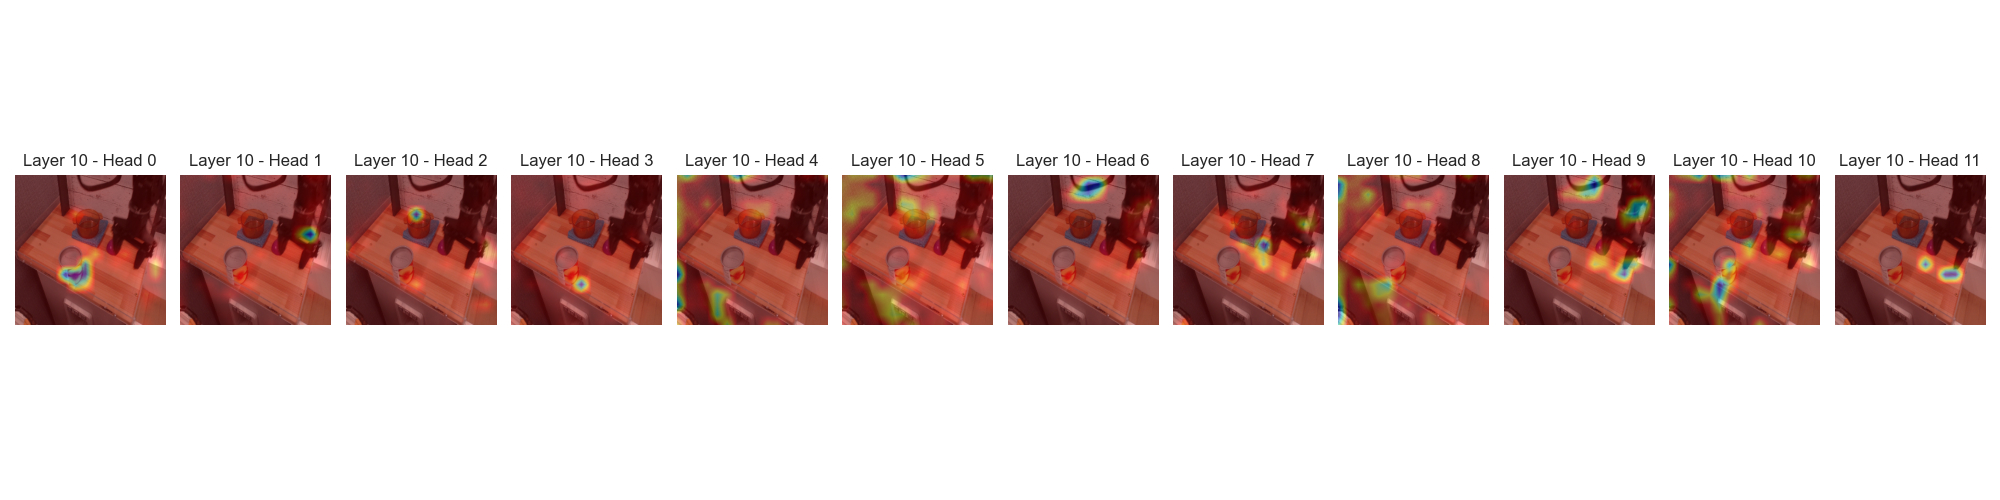 Layer 10 - Head 0
Layer 10 - Head 1
Layer 10 - Head 2
Layer 10 - Head 3
Layer 10 - Head 4
Layer 10 - Head 5
Layer 10 - Head 6
Layer 10 - Head 7
Layer 10 - Head 8
Layer 10 - Head 9
Layer 10 - Head 10
Layer 10 - Head 11